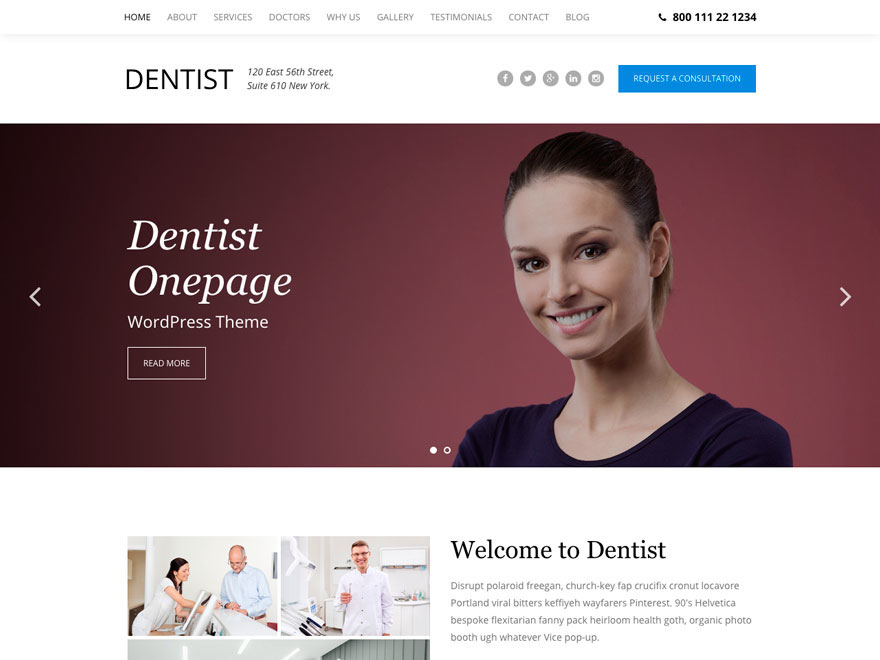 HOME ABOUT SERVICES DOCTORS WHY US GALLERY TESTIMONIALS CONTACT BLOG 800 111 22 1234
DENTIST
120 East 56th Street,
Suite 610 New York.
REQUEST A CONSULTATION
Dentist
Onepage
WordPress Theme
READ MORE
Welcome to Dentist
Disrupt polaroid freegan, church-key fap crucifix cronut locavore
Portland viral bitters keffiyeh wayfarers Pinterest. 90's Helvetica
bespoke flexitarian fanny pack heirloom health goth, organic photo
booth ugh whatever Vice pop-up.